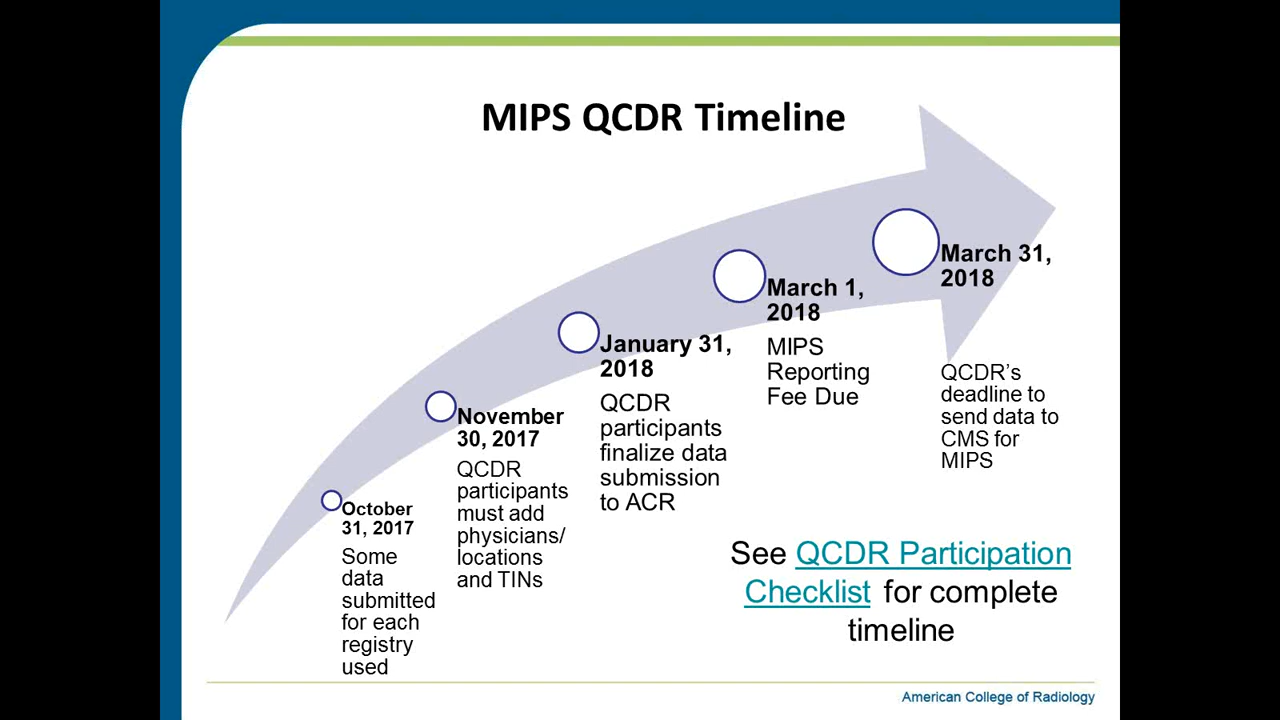 MIPS QCDR Timeline
October
31, 2017
Some
data
submitted
for each
registry
used
November
30, 2017
QCDR
participants
must add
physicians/
locations
and TINs
January 31,
2018
QCDR
participants
finalize data
submission
to ACR
March 1,
2018
MIPS
Reporting
Fee Due
March 31,
2018
QCDR’s
deadline to
send data to
CMS for
MIPS
See QCDR Participation
Checklist for complete
timeline
American College of Radiology